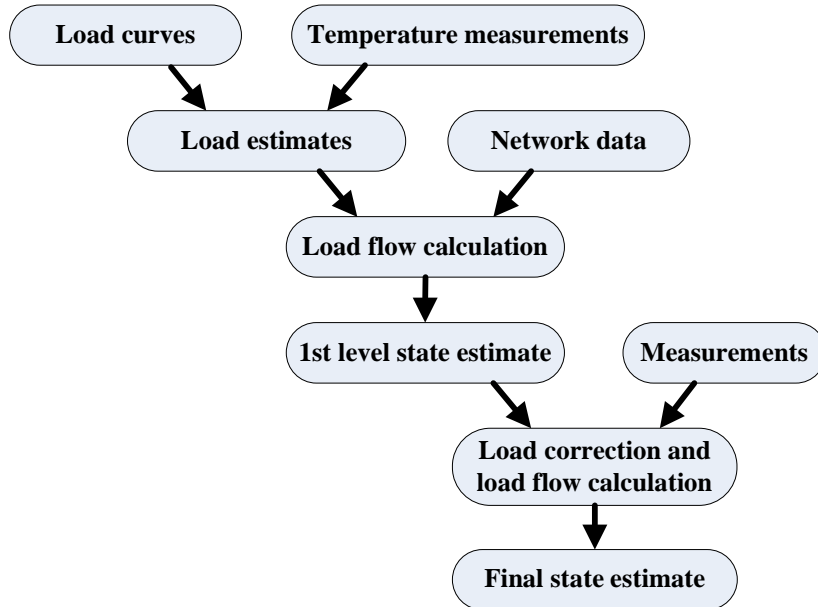 Load curves
Temperature measurements
Load estimates
Network data
Load flow calculation
1st level state estimate
Measurements
Load correction and
load flow calculation
Final state estimate